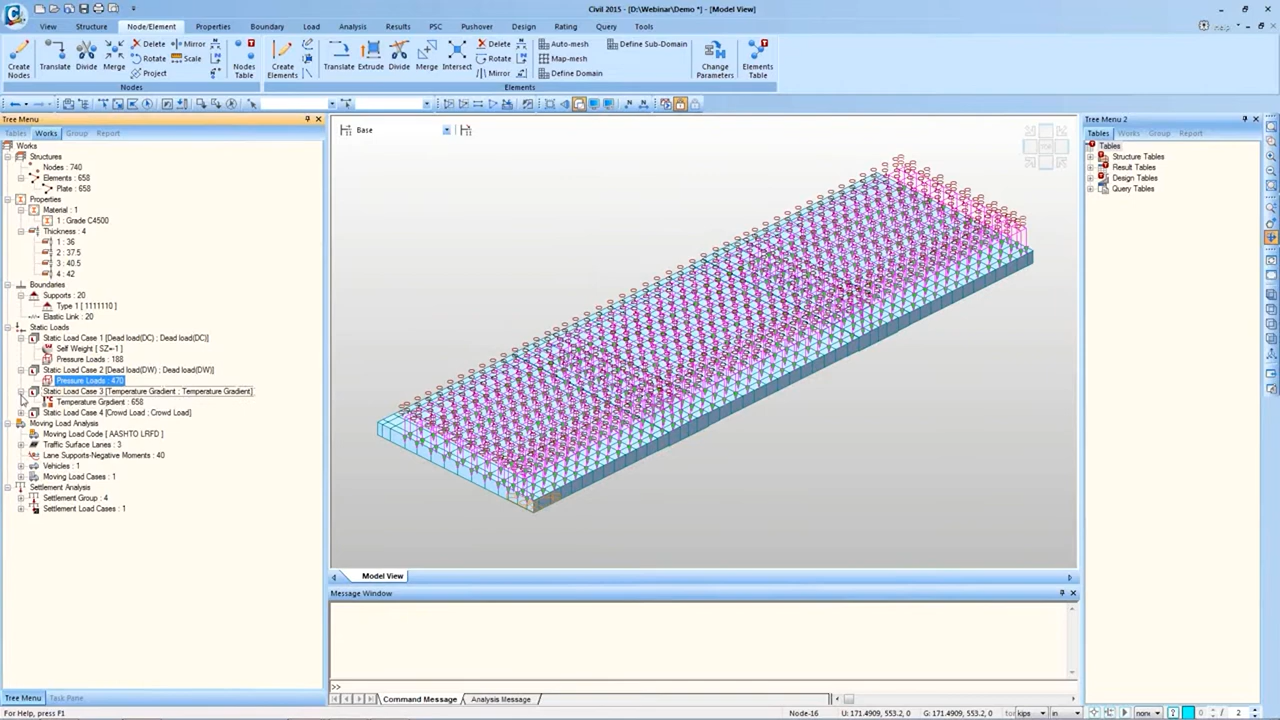 Civil 2015 - [D:\Webinar\Demo *] - [Model View]
View Structure Node/Element Properties Boundary Load Analysis Results PSC Pushover Design Rating Query Tools
Help
Create Nodes Translate Divide Merge Delete Rotate Project Mirror Scale Nodes Table
Create Elements Translate Extrude Divide Merge Intersect Delete Rotate Mirror Auto-mesh Map-mesh Define Domain Define Sub-Domain Change Parameters Elements Table
Nodes Elements
Tree Menu
Tables Works Group Report
Works
Structures
Nodes : 740
Elements : 658
Plate : 658
Properties
Material : 1
1 : Grade C4500
Thickness : 4
1 : 36
2 : 37.5
3 : 40.5
4 : 42
Boundaries
Supports : 20
Type 1 [ 1111110 ]
Elastic Link : 20
Static Loads
Static Load Case 1 [Dead load(DC) ; Dead load(DC)]
Self Weight [ SZ=-1 ]
Pressure Loads : 188
Static Load Case 2 [Dead load(DW) ; Dead load(DW)]
Pressure Loads : 470
Static Load Case 3 [Temperature Gradient ; Temperature Gradient]
Temperature Gradient : 658
Static Load Case 4 [Crowd Load ; Crowd Load]
Moving Load Analysis
Moving Load Code [ AASHTO LRFD ]
Traffic Surface Lanes : 3
Lane Supports-Negative Moments : 40
Vehicles : 1
Moving Load Cases : 1
Settlement Analysis
Settlement Group : 4
Settlement Load Cases : 1
Tree Menu Task Pane
Base
Model View
Message Window
>>
Command Message Analysis Message
Tree Menu 2
Tables Works Group Report
Tables
Structure Tables
Result Tables
Design Tables
Query Tables
For Help, press F1
Node-16 U: 171.4909, 553.2, 0 G: 171.4909, 553.2, 0 kips in non 0 / 2